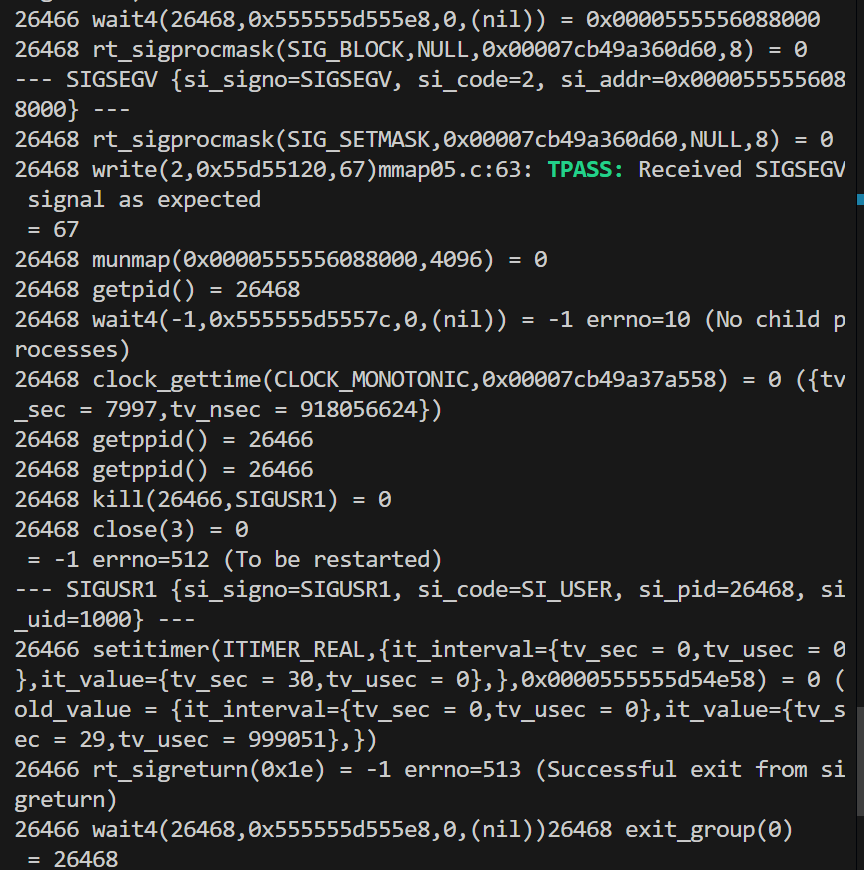 26466 wait4(26468,0x555555d555e8,0,(nil)) = 0x0000555556088000
26468 rt_sigprocmask(SIG_BLOCK,NULL,0x00007cb49a360d60,8) = 0
--- SIGSEGV {si_signo=SIGSEGV, si_code=2, si_addr=0x000055555608
8000} ---
26468 rt_sigprocmask(SIG_SETMASK,0x00007cb49a360d60,NULL,8) = 0
26468 write(2,0x55d55120,67)mmap05.c:63: TPASS: Received SIGSEGV
 signal as expected
 = 67
26468 munmap(0x0000555556088000,4096) = 0
26468 getpid() = 26468
26468 wait4(-1,0x555555d5557c,0,(nil)) = -1 errno=10 (No child p
rocesses)
26468 clock_gettime(CLOCK_MONOTONIC,0x00007cb49a37a558) = 0 ({tv
_sec = 7997,tv_nsec = 918056624})
26468 getppid() = 26466
26468 getppid() = 26466
26468 kill(26466,SIGUSR1) = 0
26468 close(3) = 0
 = -1 errno=512 (To be restarted)
--- SIGUSR1 {si_signo=SIGUSR1, si_code=SI_USER, si_pid=26468, si
_uid=1000} ---
26466 setitimer(ITIMER_REAL,{it_interval={tv_sec = 0,tv_usec = 0
},it_value={tv_sec = 30,tv_usec = 0},},0x0000555555d54e58) = 0 (
old_value = {it_interval={tv_sec = 0,tv_usec = 0},it_value={tv_s
ec = 29,tv_usec = 999051},})
26466 rt_sigreturn(0x1e) = -1 errno=513 (Successful exit from si
greturn)
26466 wait4(26468,0x555555d555e8,0,(nil))26468 exit_group(0)
 = 26468